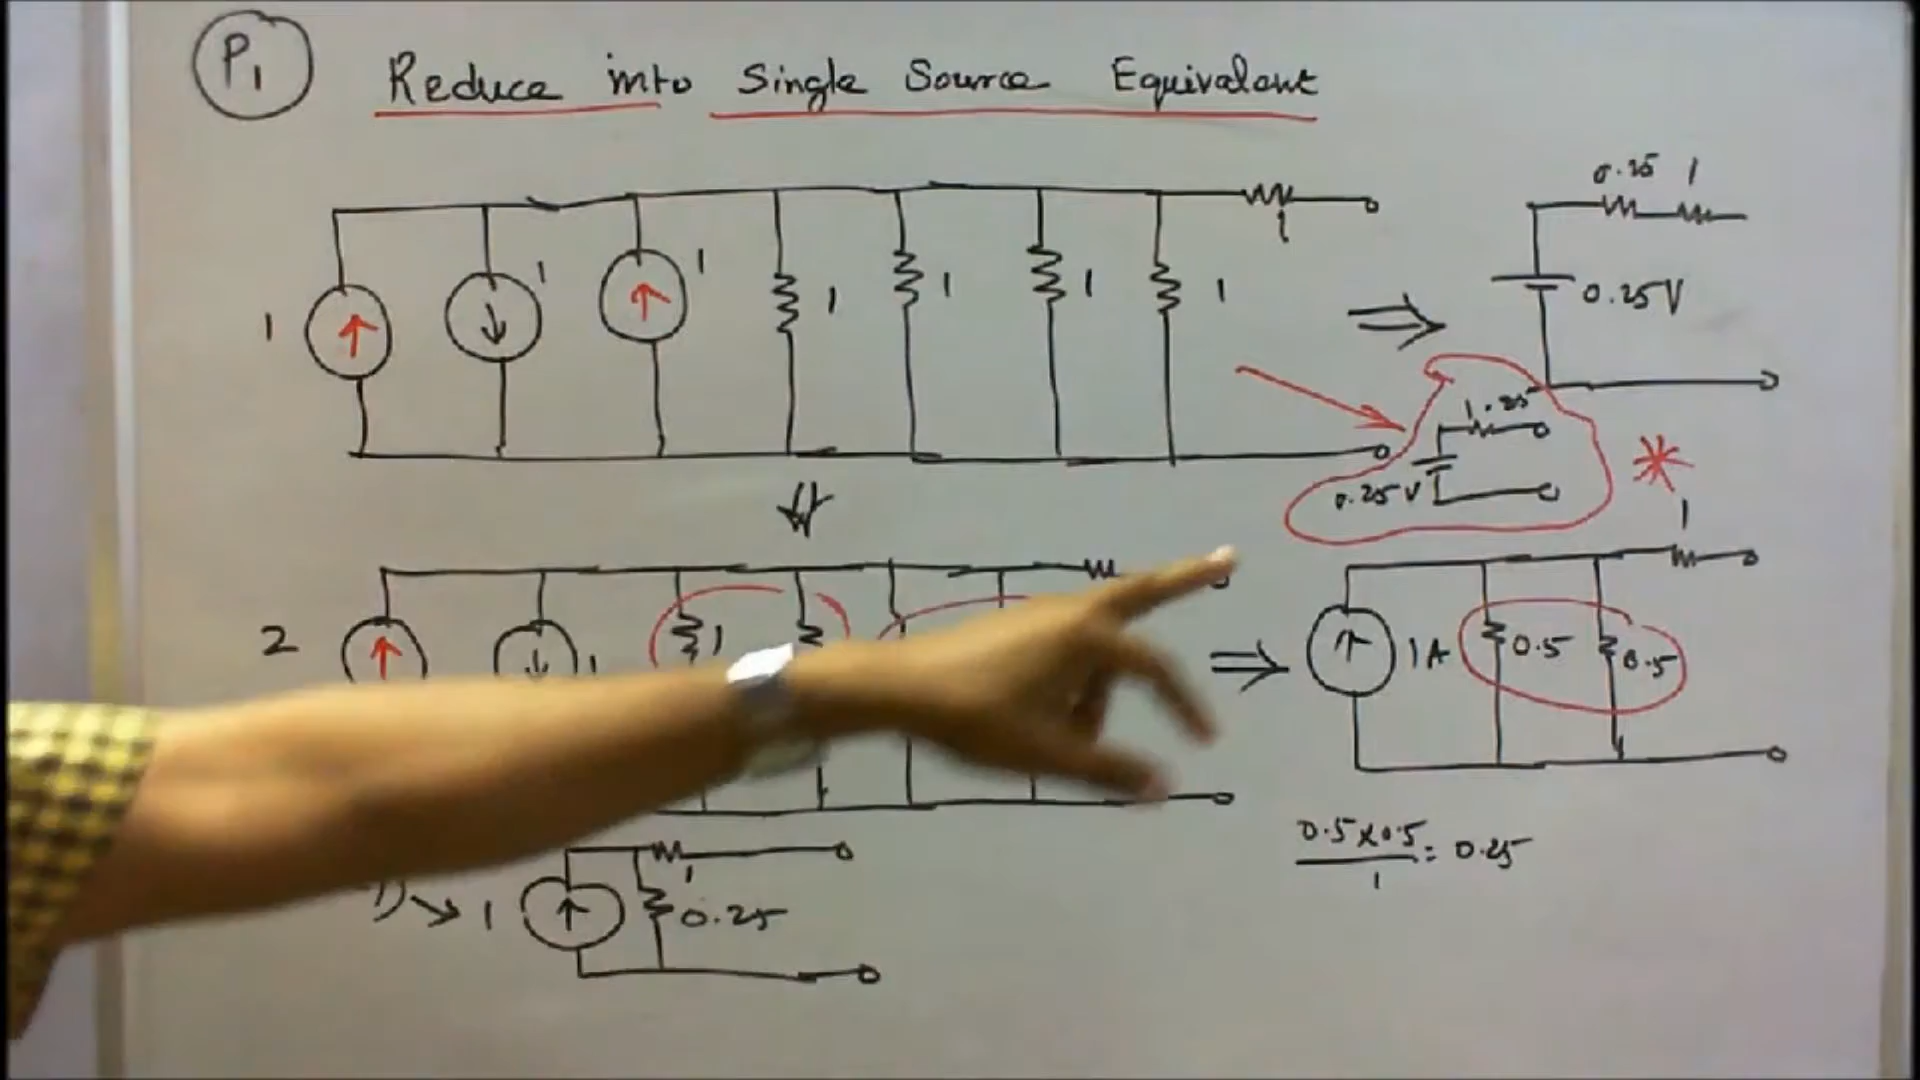 P1
Reduce into Single Source Equivalent
0.25 1
1 1 1 1 1 1 1 1
0.25V
1.25
0.25V
1
2 1 1
1A 0.5 0.5
0.5x0.5
= 0.25
1
1
1 0.25